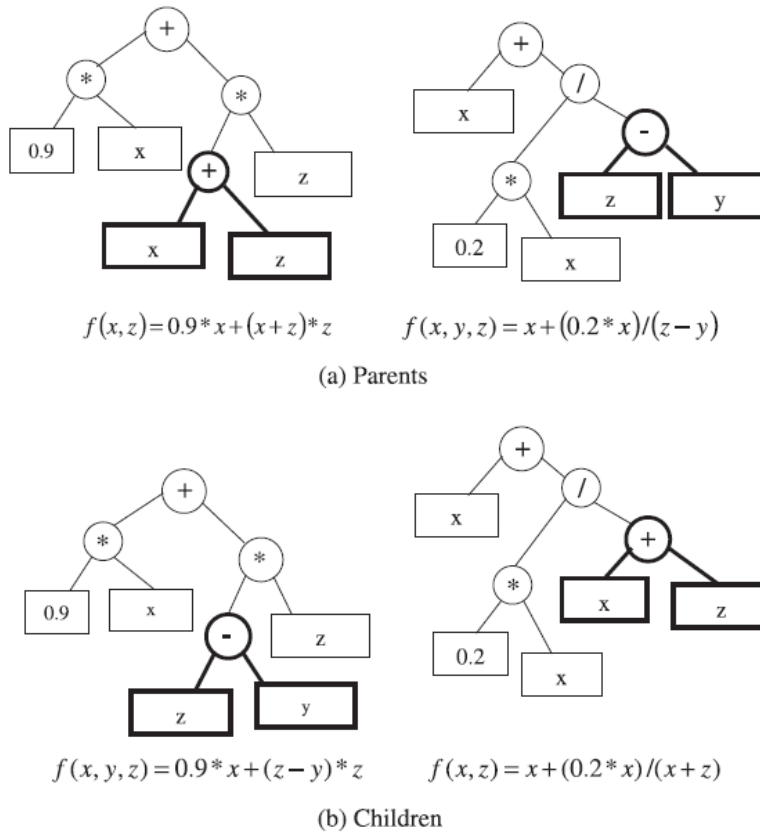 +
* *
0.9 x + z
x z
+
x / -
* z y
0.2 x
f(x, z) = 0.9 * x + (x + z) * z
f(x, y, z) = x + (0.2 * x)/(z − y)
(a) Parents
+
* *
0.9 x - z
z y
+
x / +
* x z
0.2 x
f(x, y, z) = 0.9 * x + (z − y) * z
f(x, z) = x + (0.2 * x)/(x + z)
(b) Children